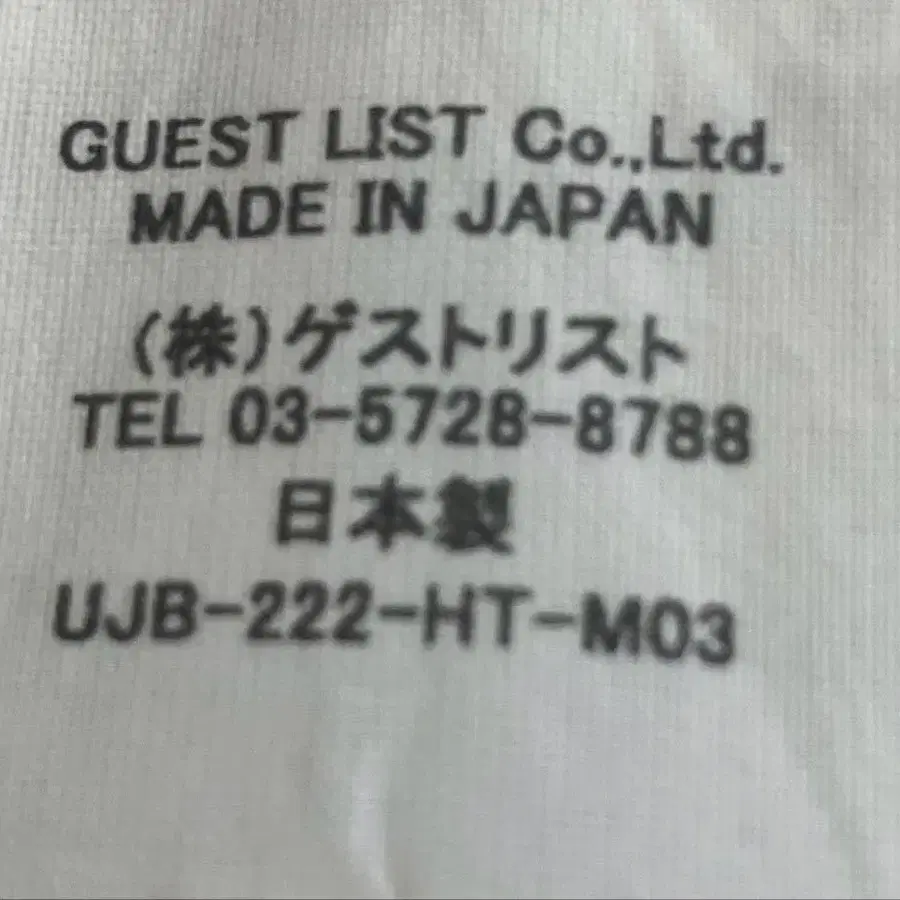 GUEST LIST Co.,Ltd.
MADE IN JAPAN
(株)ゲストリスト
TEL 03-5728-8788
日本製
UJB-222-HT-M03